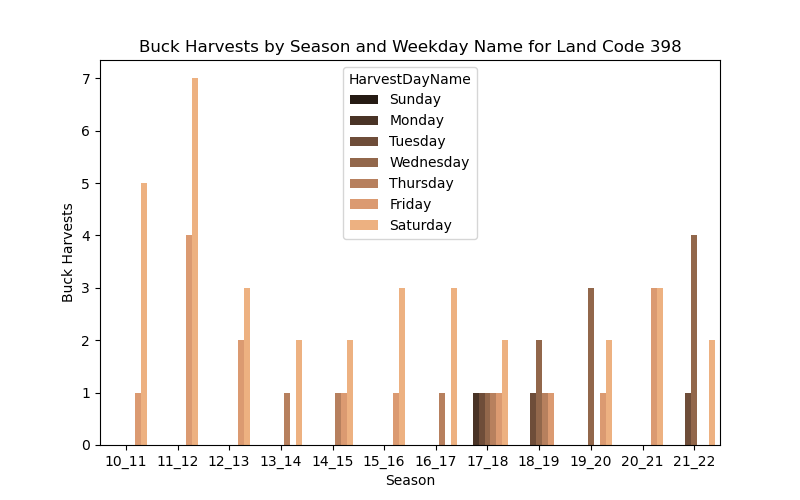 Buck Harvests by Season and Weekday Name for Land Code 398
HarvestDayName
Sunday
Monday
Tuesday
Wednesday
Thursday
Friday
Saturday
Buck Harvests
7
6
5
4
3
2
1
0
10_11 11_12 12_13 13_14 14_15 15_16 16_17 17_18 18_19 19_20 20_21 21_22
Season